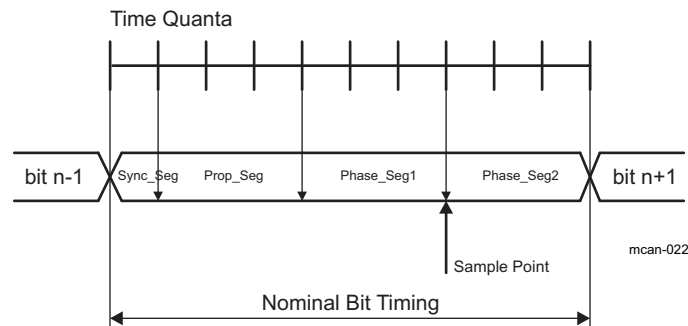 Time Quanta
bit n-1 Sync_Seg Prop_Seg Phase_Seg1 Phase_Seg2 bit n+1
mcan-022
Sample Point
Nominal Bit Timing